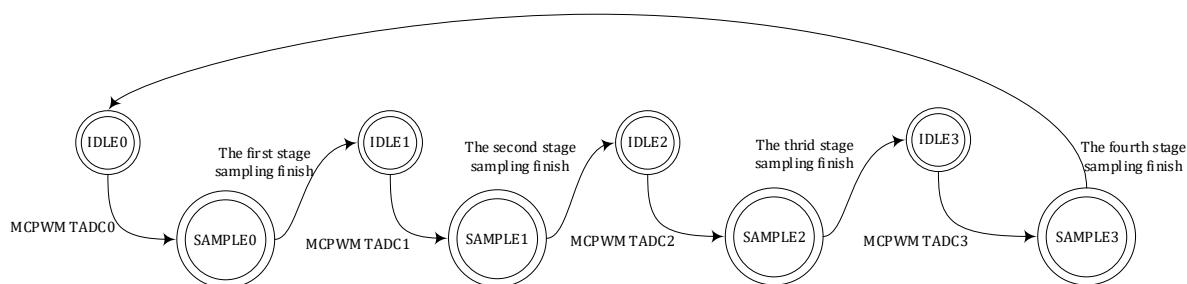 IDLE0
IDLE1
IDLE2
IDLE3
The first stage
sampling finish
The second stage
sampling finish
The thrid stage
sampling finish
The fourth stage
sampling finish
MCPWM TADC0
SAMPLE0
MCPWM TADC1
SAMPLE1
MCPWM TADC2
SAMPLE2
MCPWM TADC3
SAMPLE3